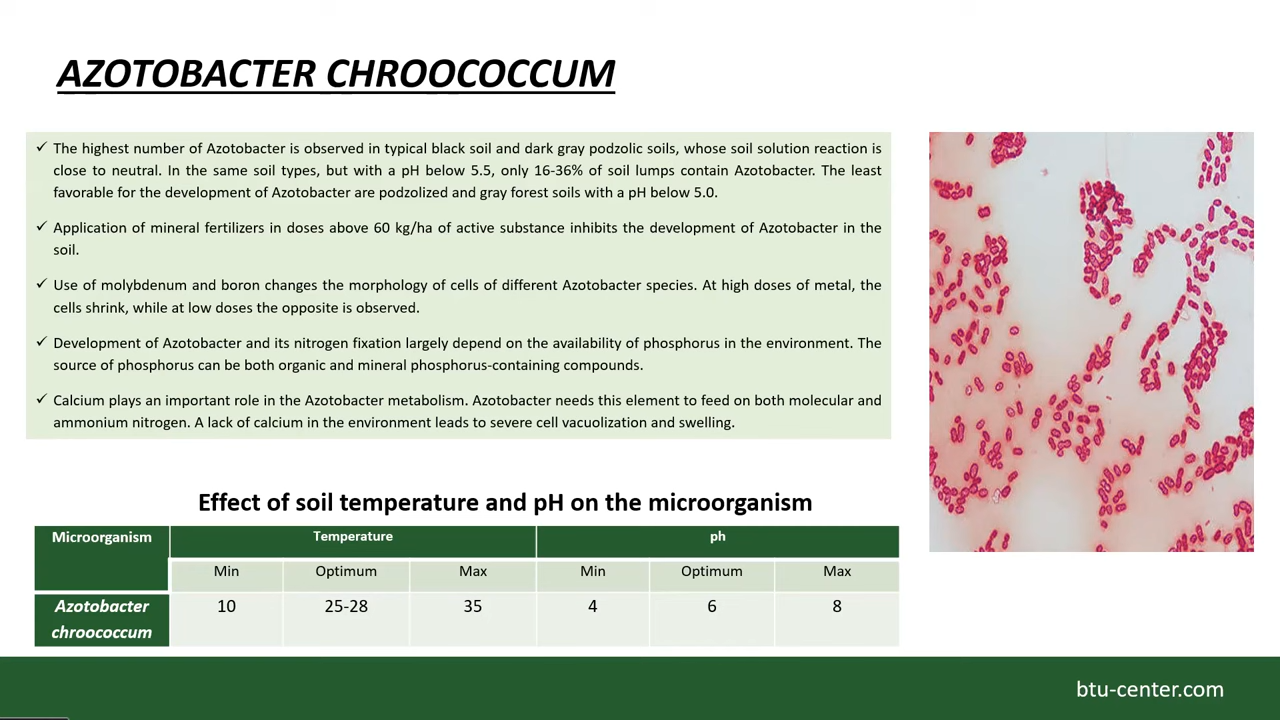 AZOTOBACTER CHROOCOCCUM
✓ The highest number of Azotobacter is observed in typical black soil and dark gray podzolic soils, whose soil solution reaction is
close to neutral. In the same soil types, but with a pH below 5.5, only 16-36% of soil lumps contain Azotobacter. The least
favorable for the development of Azotobacter are podzolized and gray forest soils with a pH below 5.0.
✓ Application of mineral fertilizers in doses above 60 kg/ha of active substance inhibits the development of Azotobacter in the
soil.
✓ Use of molybdenum and boron changes the morphology of cells of different Azotobacter species. At high doses of metal, the
cells shrink, while at low doses the opposite is observed.
✓ Development of Azotobacter and its nitrogen fixation largely depend on the availability of phosphorus in the environment. The
source of phosphorus can be both organic and mineral phosphorus-containing compounds.
✓ Calcium plays an important role in the Azotobacter metabolism. Azotobacter needs this element to feed on both molecular and
ammonium nitrogen. A lack of calcium in the environment leads to severe cell vacuolization and swelling.
Effect of soil temperature and pH on the microorganism
Microorganism Temperature ph
Min Optimum Max Min Optimum Max
Azotobacter 10 25-28 35 4 6 8
chroococcum
btu-center.com